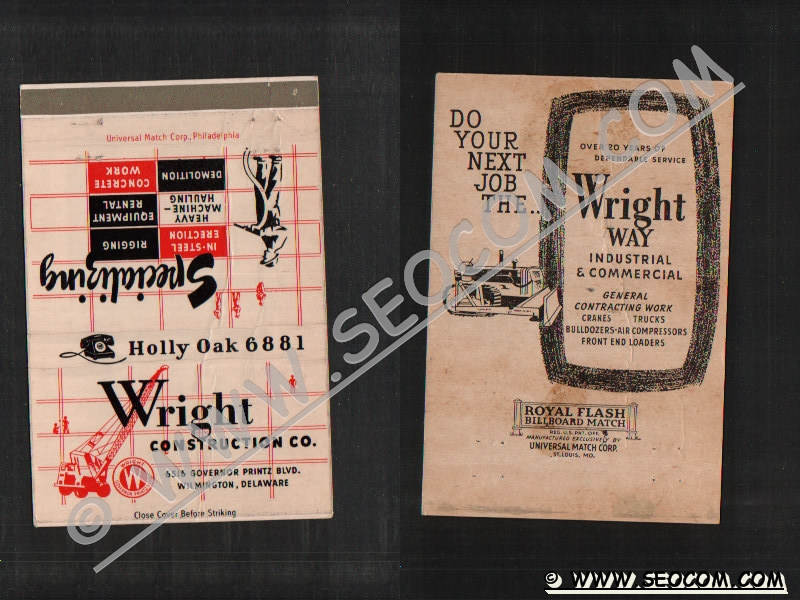 Universal Match Corp., Philadelphia
Specializing
IN-STEEL
ERECTION
RIGGING
HEAVY
MACHINE-
HAULING
EQUIPMENT
RENTAL
DEMOLITION
CONCRETE
WORK
Holly Oak 6881
Wright
CONSTRUCTION CO.
WRIGHT
W
6515 GOVERNOR PRINTZ BLVD.
WILMINGTON, DELAWARE
Close Cover Before Striking
DO
YOUR
NEXT
JOB
THE...
OVER 20 YEARS OF
DEPENDABLE SERVICE
Wright
WAY
INDUSTRIAL
& COMMERCIAL
GENERAL
CONTRACTING WORK
CRANES TRUCKS
BULLDOZERS-AIR COMPRESSORS
FRONT END LOADERS
ROYAL FLASH
BILLBOARD MATCH
REG. U.S. PAT. OFF.
MANUFACTURED EXCLUSIVELY BY
UNIVERSAL MATCH CORP.
ST. LOUIS, MO.
© WWW.SEOCOM.COM
© WWW.SEOCOM.COM